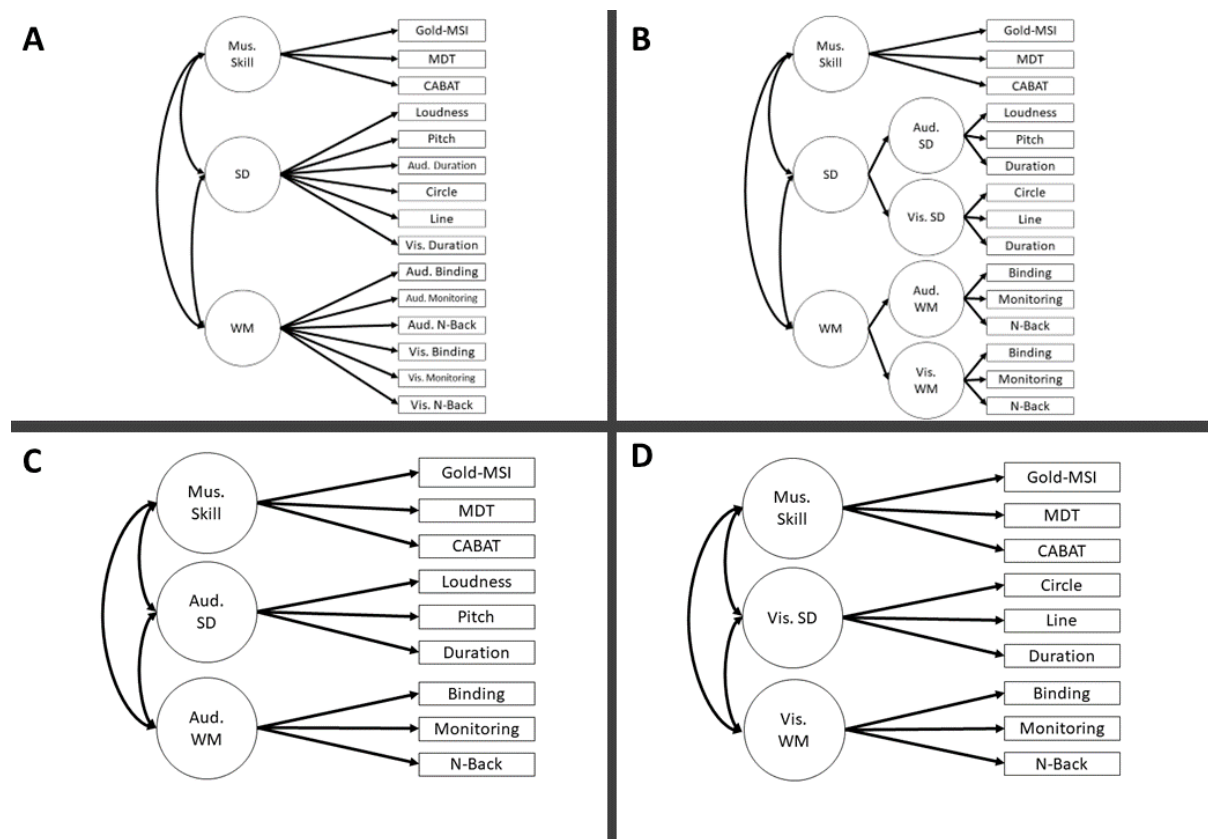 A
Mus.
Skill
SD
WM
Gold-MSI
MDT
CABAT
Loudness
Pitch
Aud. Duration
Circle
Line
Vis. Duration
Aud. Binding
Aud. Monitoring
Aud. N-Back
Vis. Binding
Vis. Monitoring
Vis. N-Back
B
Mus.
Skill
SD
WM
Aud.
SD
Vis. SD
Aud.
WM
Vis.
WM
Gold-MSI
MDT
CABAT
Loudness
Pitch
Duration
Circle
Line
Duration
Binding
Monitoring
N-Back
Binding
Monitoring
N-Back
C
Mus.
Skill
Aud.
SD
Aud.
WM
Gold-MSI
MDT
CABAT
Loudness
Pitch
Duration
Binding
Monitoring
N-Back
D
Mus.
Skill
Vis. SD
Vis.
WM
Gold-MSI
MDT
CABAT
Circle
Line
Duration
Binding
Monitoring
N-Back